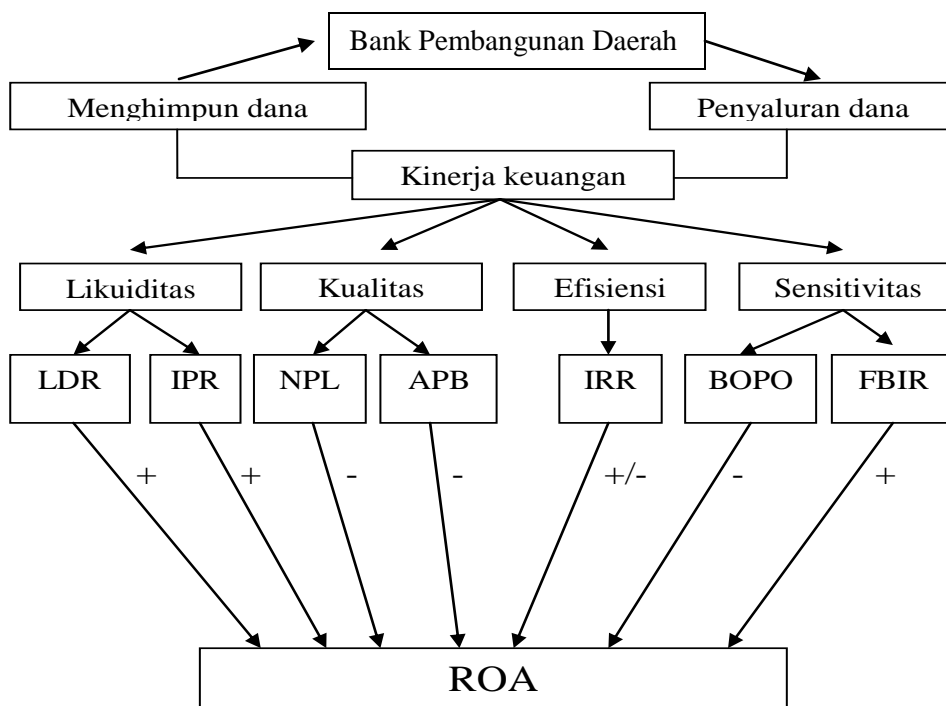 Bank Pembangunan Daerah
Menghimpun dana
Penyaluran dana
Kinerja keuangan
Likuiditas
Kualitas
Efisiensi
Sensitivitas
LDR
IPR
NPL
APB
IRR
BOPO
FBIR
+
+
-
-
+/-
-
+
ROA